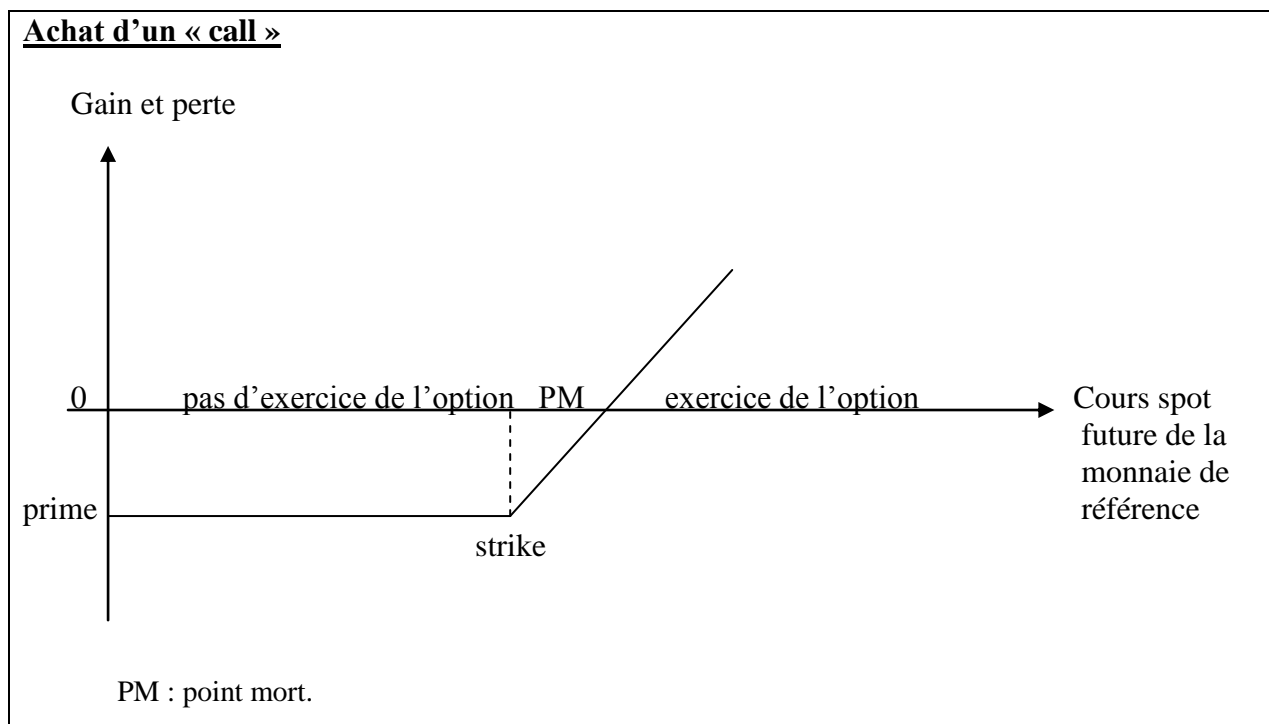 Achat d’un « call »
Gain et perte
0 pas d’exercice de l’option PM exercice de l’option Cours spot
future de la
monnaie de
prime référence
strike
PM : point mort.